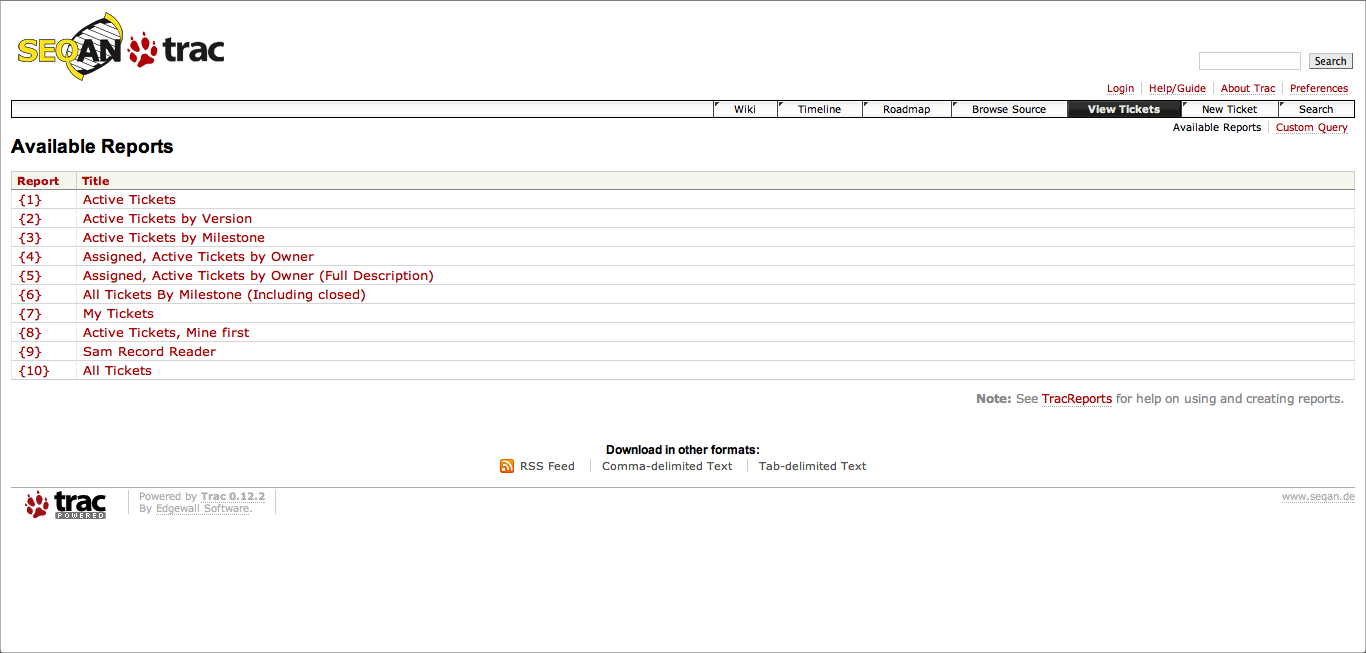 SEQAN trac
Search
Login Help/Guide About Trac Preferences
Wiki Timeline Roadmap Browse Source View Tickets New Ticket Search
Available Reports Custom Query
Available Reports
Report Title
{1} Active Tickets
{2} Active Tickets by Version
{3} Active Tickets by Milestone
{4} Assigned, Active Tickets by Owner
{5} Assigned, Active Tickets by Owner (Full Description)
{6} All Tickets By Milestone (Including closed)
{7} My Tickets
{8} Active Tickets, Mine first
{9} Sam Record Reader
{10} All Tickets
Note: See TracReports for help on using and creating reports.
Download in other formats:
RSS Feed Comma-delimited Text Tab-delimited Text
trac POWERED
Powered by Trac 0.12.2
By Edgewall Software.
www.seqan.de